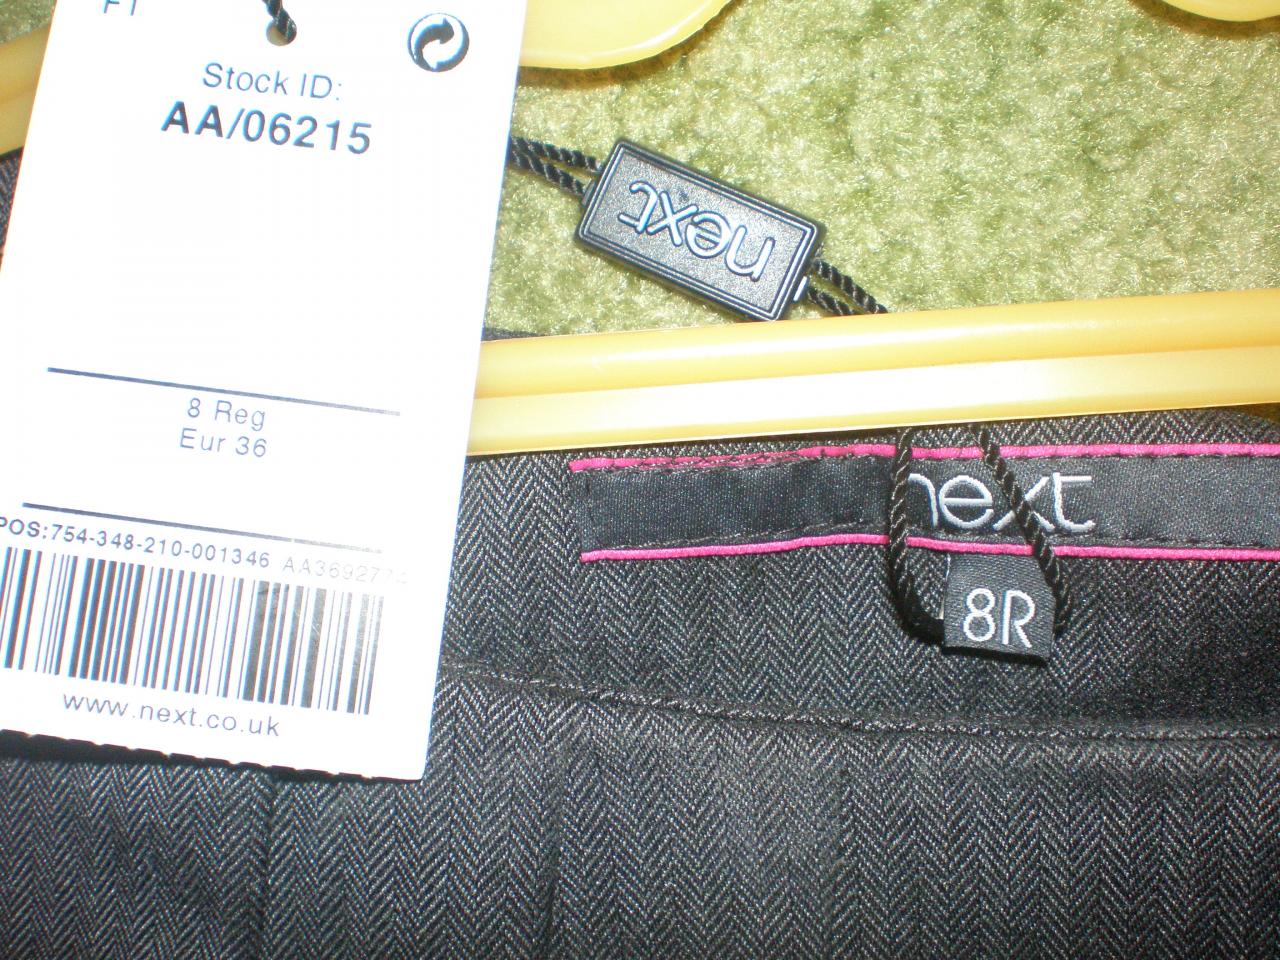 Stock ID:
AA/06215
8 Reg
Eur 36
POS:754-348-210-001346
www.next.co.uk
next
next
8R